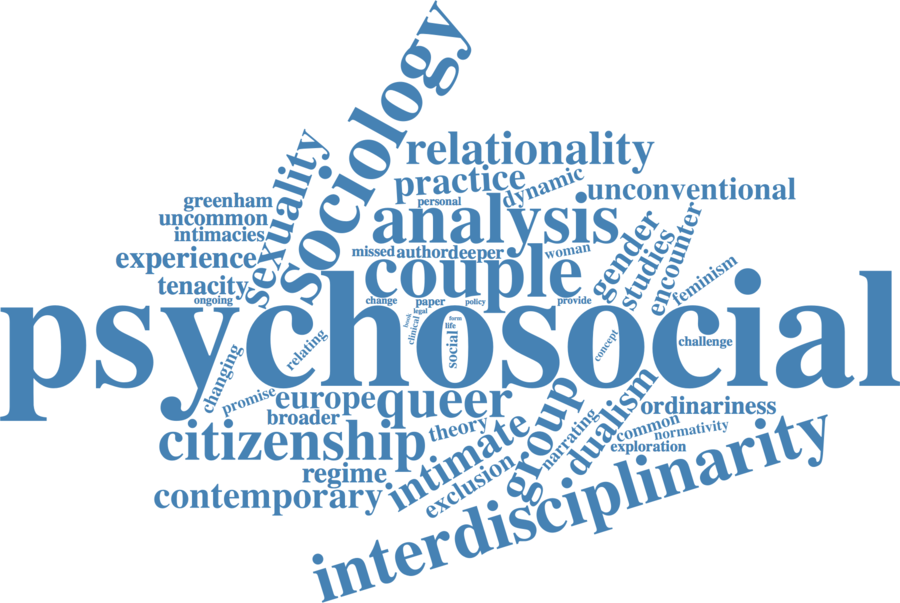 sociology
sexuality
relationality
practice
dynamic
unconventional
personal
greenham
uncommon
intimacies
analysis
gender
studies
encounter
experience
missed
author
deeper
woman
couple
feminism
tenacity
ongoing
change
paper
policy
provide
legal
book
clinical
form
life
social
psychosocial
concept
challenge
relating
changing
promise
europe
queer
broader
citizenship
theory
intimate
group
dualism
narrating
ordinariness
common
normativity
exploration
regime
exclusion
contemporary
interdisciplinarity